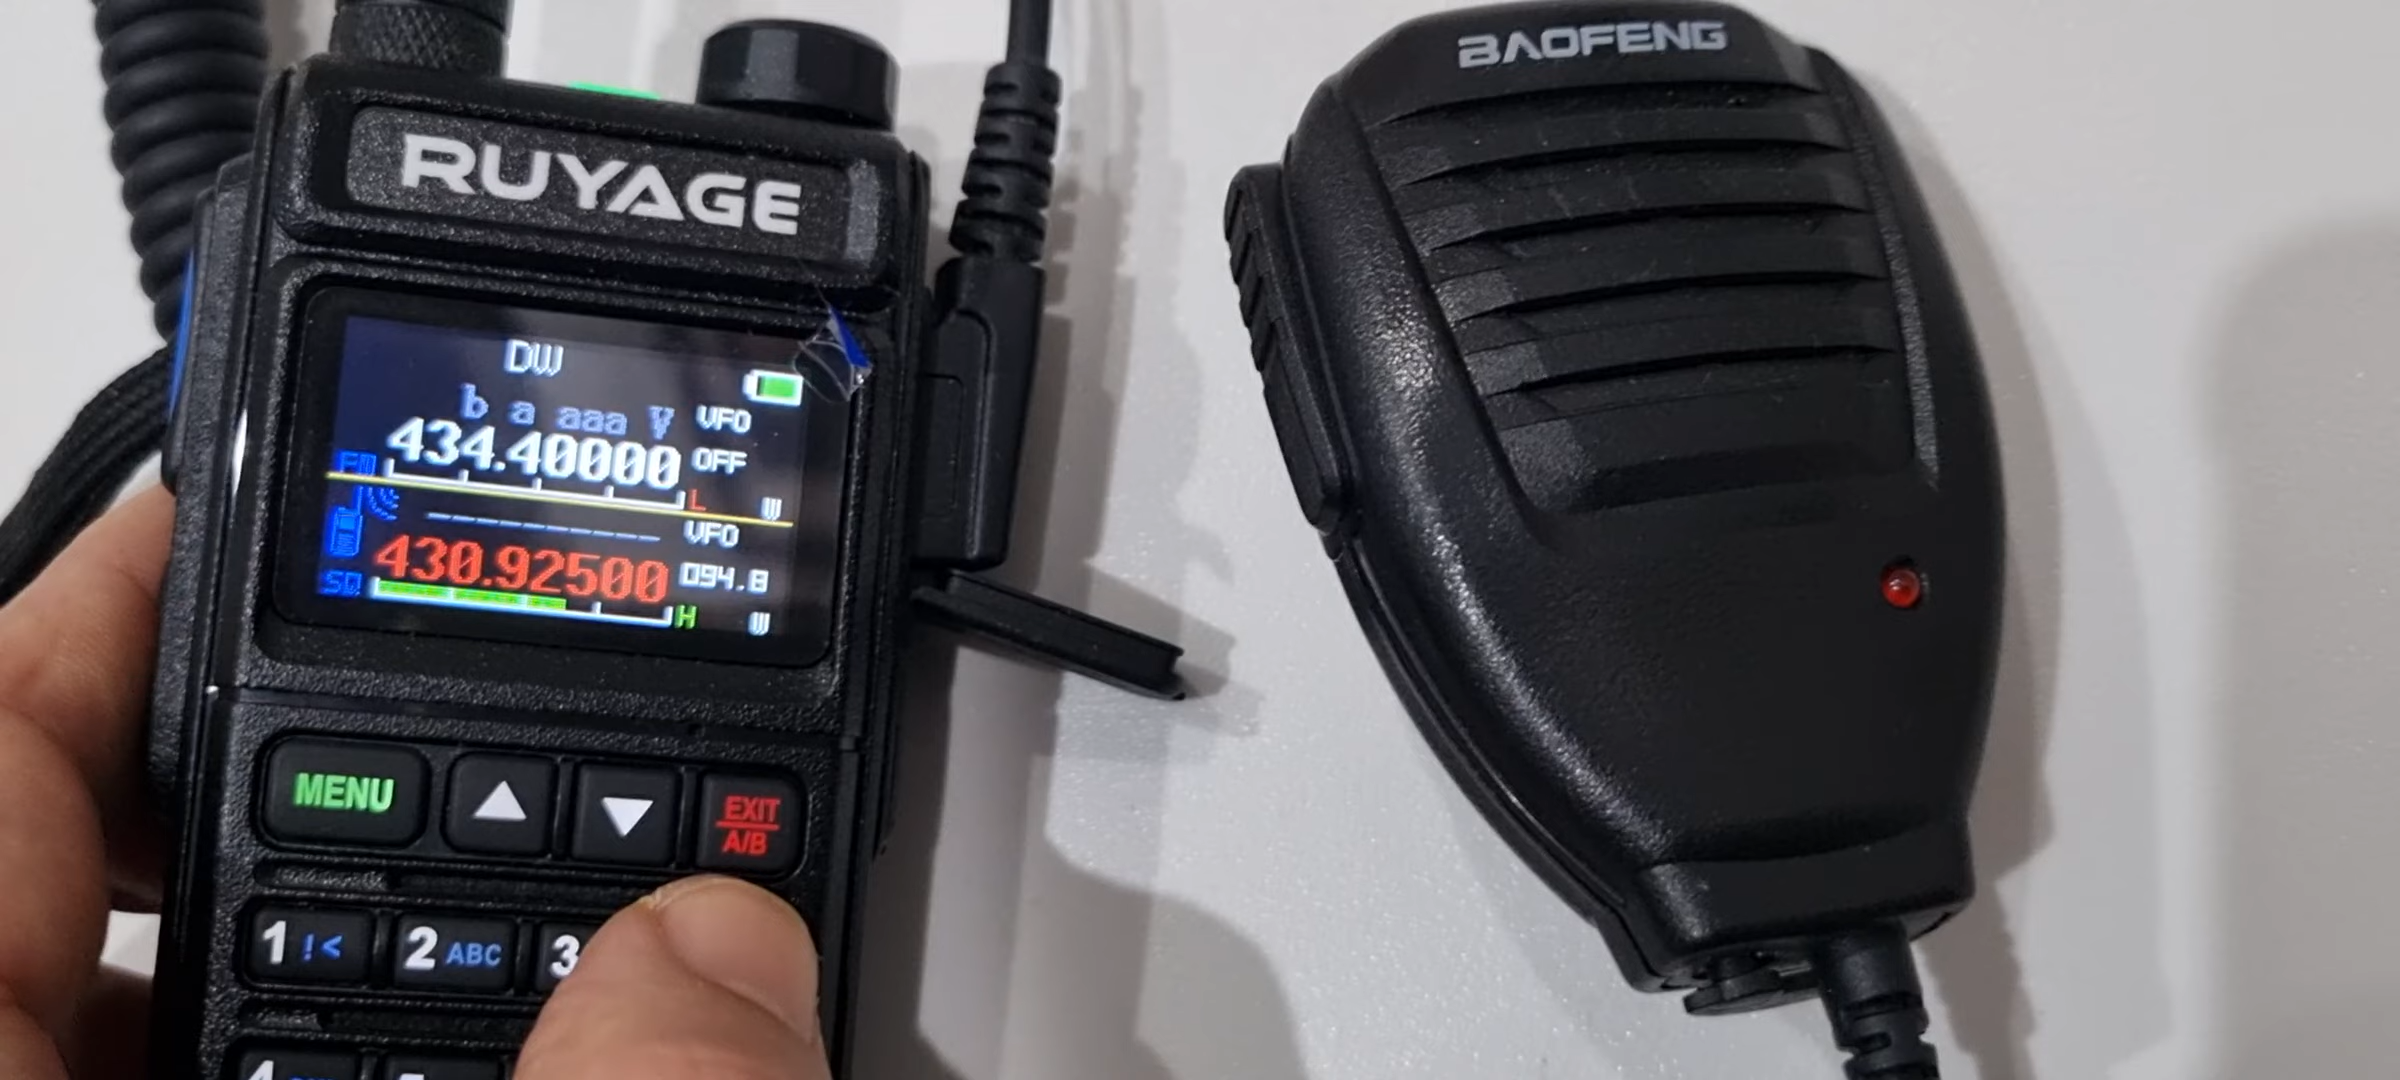 BAOFENG
RUYAGE
DW
b a aaa V VFO
434.40000 OFF
FM
L W
VFO
430.92500 094.8
SQ
H W
MENU
EXIT
A/B
1 !< 2 ABC 3
4